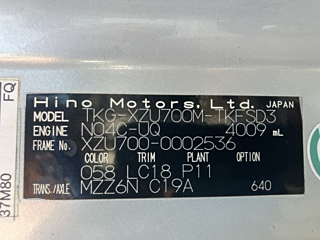 Hino Motors, Ltd. JAPAN
MODEL TKG-XZU700M-TKFSD3
ENGINE N04C-UQ 4009 mL
FRAME No. XZU700-0002536
COLOR TRIM PLANT OPTION
058 LC18 P11
TRANS./AXLE MZZ6N C19A 640
FQ
37M80